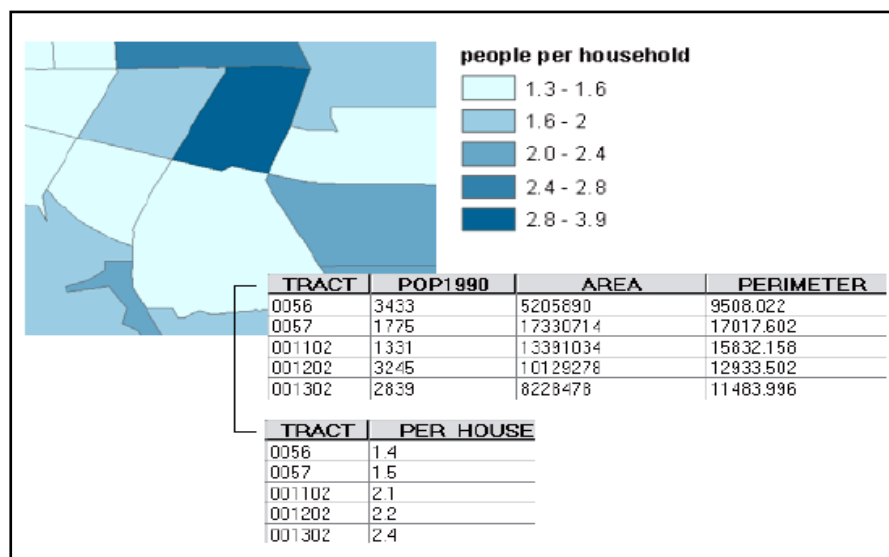 people per household
1.3 - 1.6
1.6 - 2
2.0 - 2.4
2.4 - 2.8
2.8 - 3.9
TRACT POP1990 AREA PERIMETER
0056 3433 5205890 9508.022
0057 1775 17330714 17017.602
001102 1331 13391034 15832.158
001202 3245 10129278 12933.502
001302 2839 8228478 11483.996
TRACT PER_HOUSE
0056 1.4
0057 1.5
001102 2.1
001202 2.2
001302 2.4